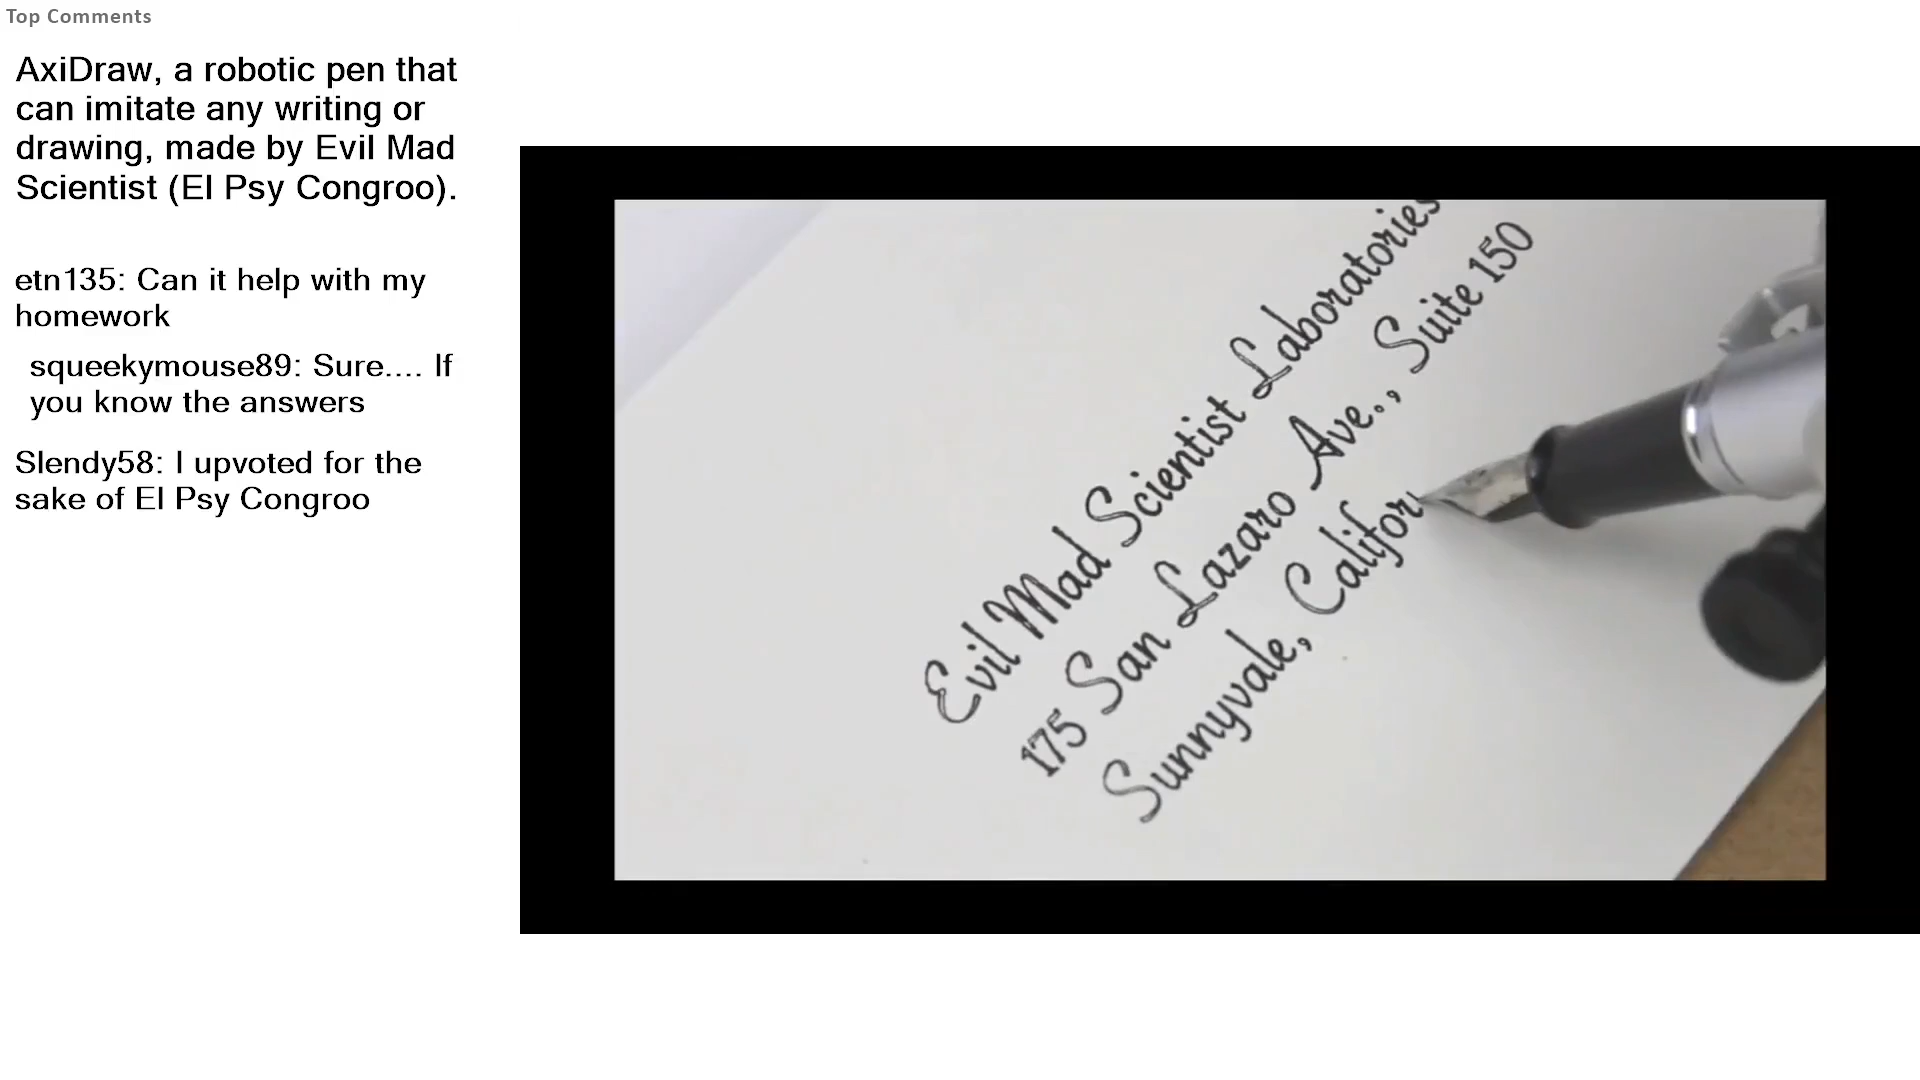 Top Comments
AxiDraw, a robotic pen that
can imitate any writing or
drawing, made by Evil Mad
Scientist (El Psy Congroo).
etn135: Can it help with my
homework
squeekymouse89: Sure.... If
you know the answers
Slendy58: I upvoted for the
sake of El Psy Congroo
Evil Mad Scientist Laboratories
175 San Lazaro Ave., Suite 150
Sunnyvale, Califor